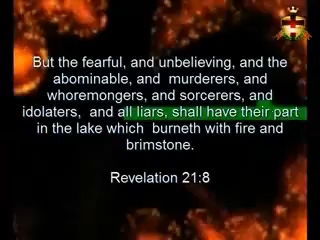 But the fearful, and unbelieving, and the
abominable, and murderers, and
whoremongers, and sorcerers, and
idolaters, and all liars, shall have their part
in the lake which burneth with fire and
brimstone.
Revelation 21:8